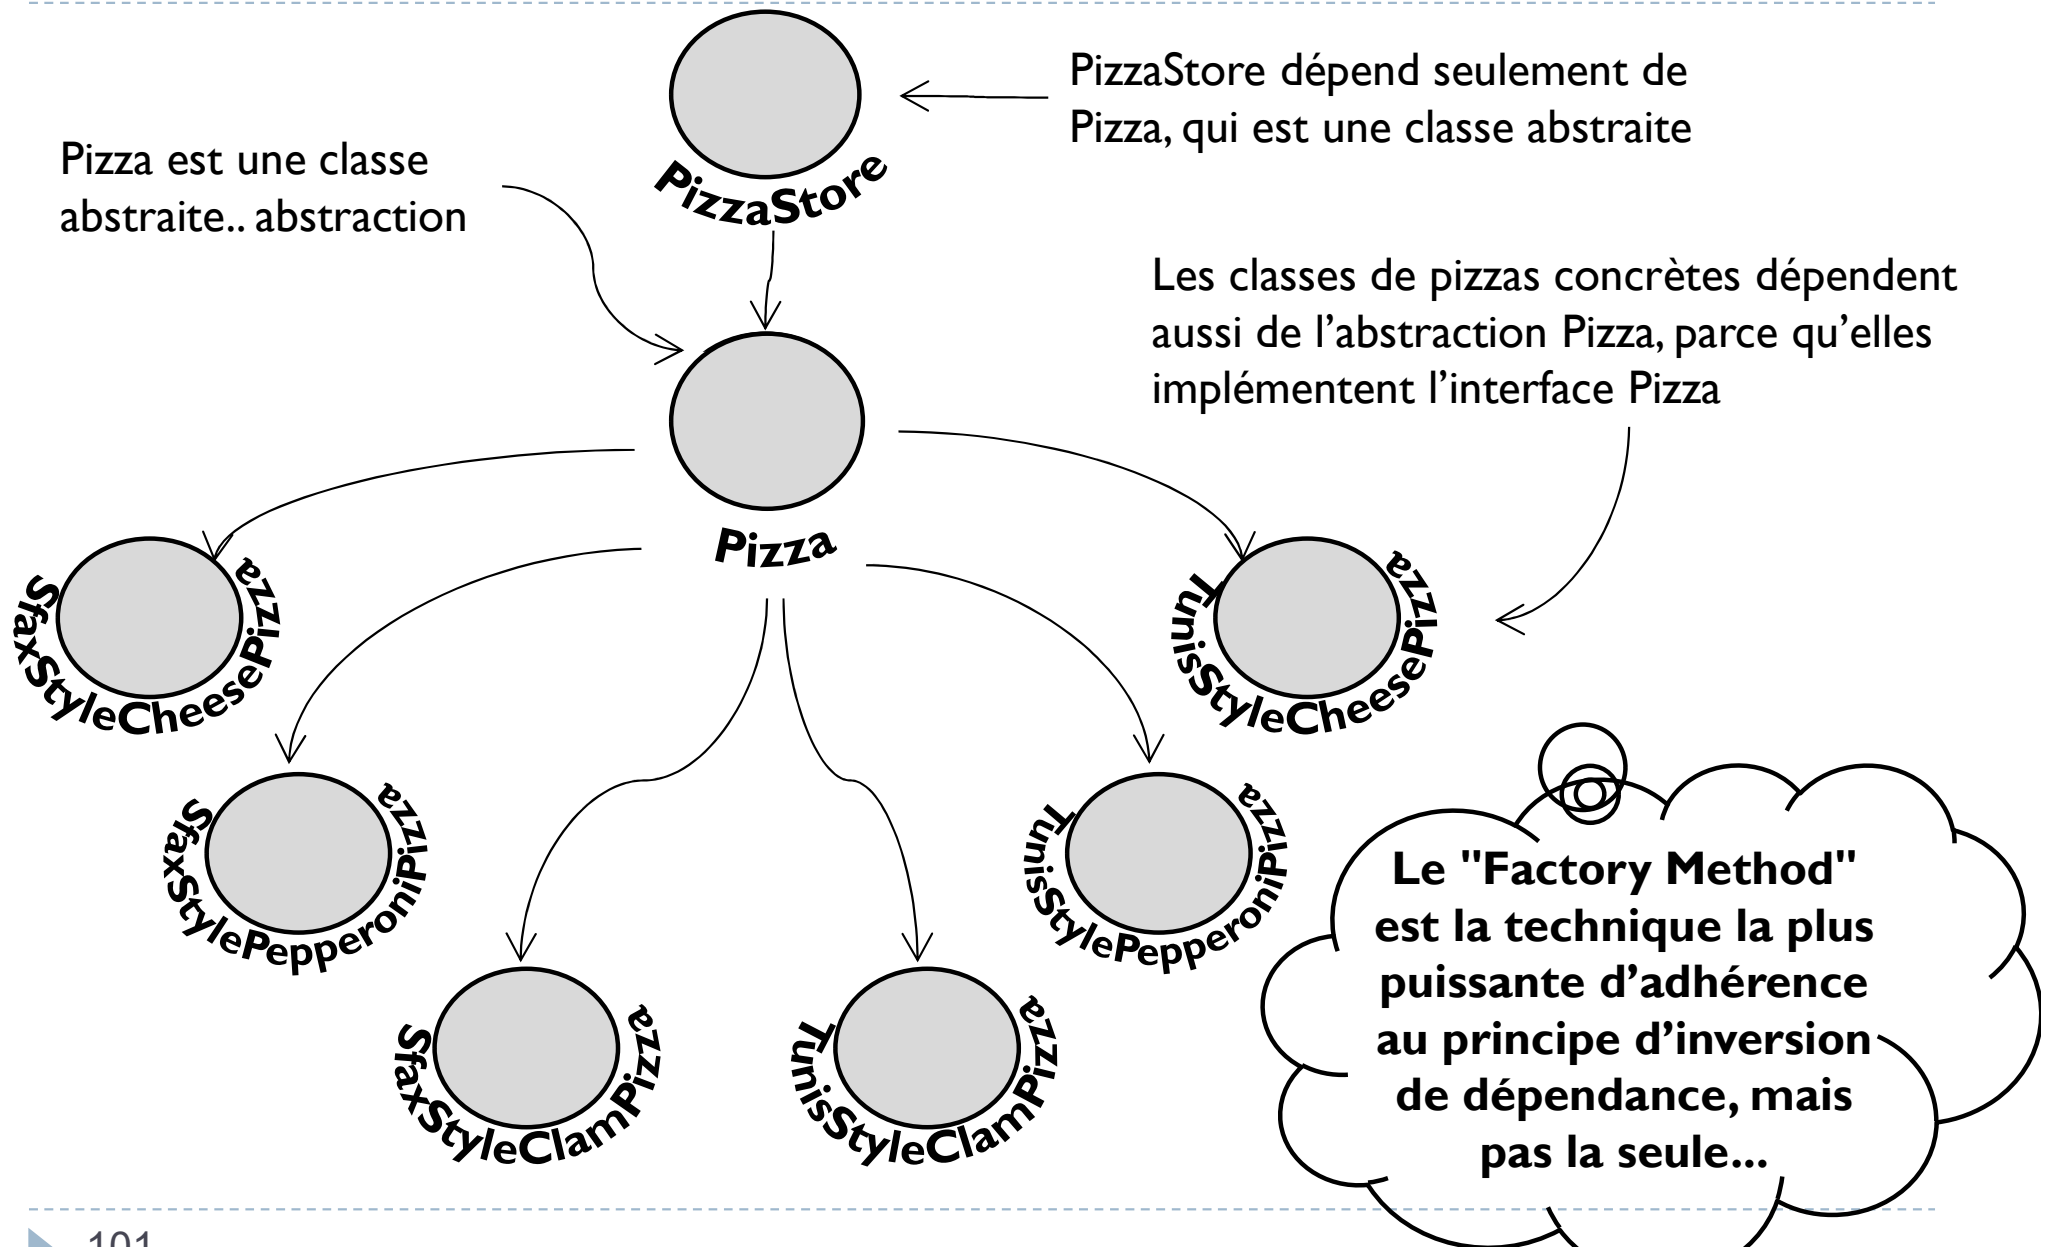 PizzaStore dépend seulement de
Pizza, qui est une classe abstraite
Pizza est une classe
abstraite.. abstraction
PizzaStore
Les classes de pizzas concrètes dépendent
aussi de l’abstraction Pizza, parce qu’elles
implémentent l’interface Pizza
Pizza
SfaxStyleCheesePizza
TunisStyleCheesePizza
SfaxStylePepperoniPizza
TunisStylePepperoniPizza
SfaxStyleClamPizza
TunisStyleClamPizza
Le "Factory Method"
est la technique la plus
puissante d’adhérence
au principe d’inversion
de dépendance, mais
pas la seule...
101